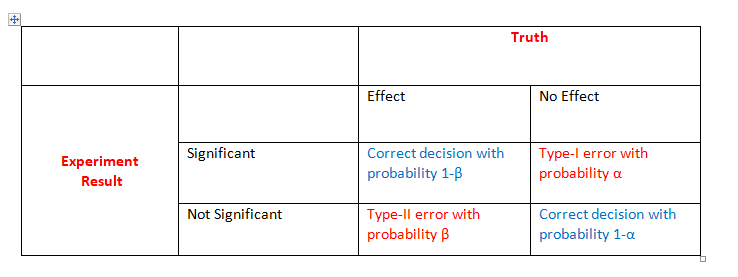 Truth
Effect
No Effect
Experiment
Result
Significant
Correct decision with
probability 1-β
Type-I error with
probability α
Not Significant
Type-II error with
probability β
Correct decision with
probability 1-α